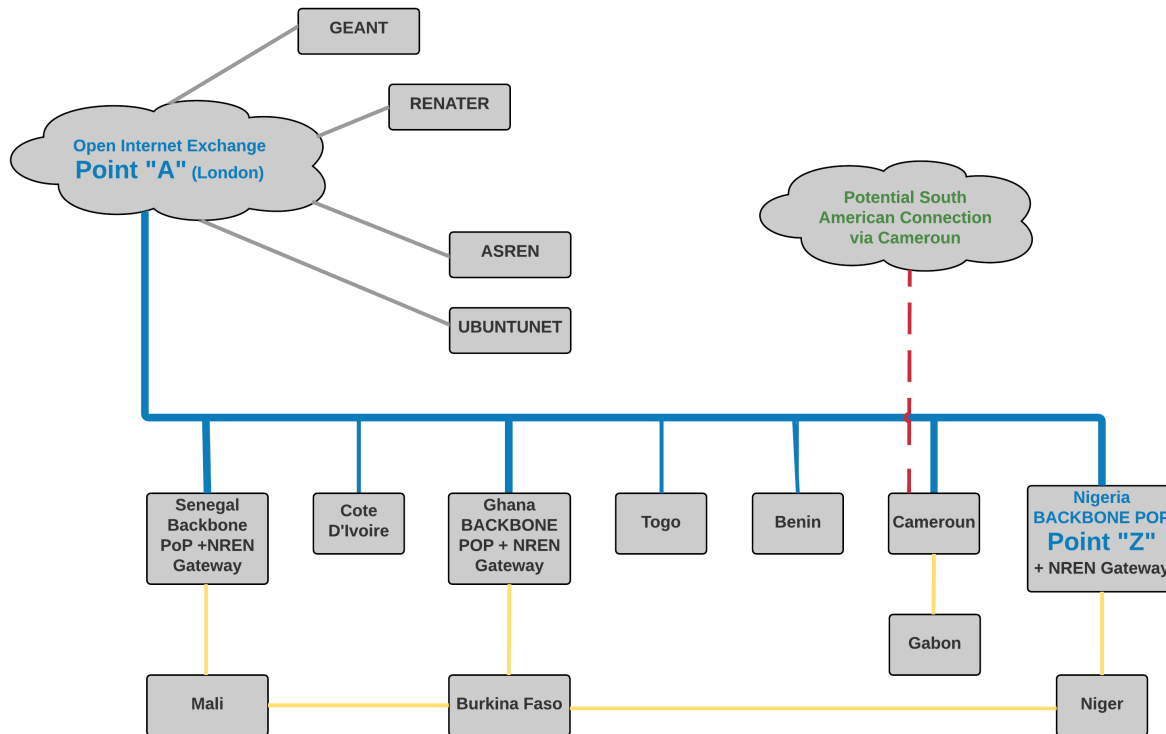 GEANT
RENATER
Open Internet Exchange
Point "A" (London)
Potential South
American Connection
via Cameroun
ASREN
UBUNTUNET
Senegal
Backbone
PoP +NREN
Gateway
Cote
D'Ivoire
Ghana
BACKBONE
POP + NREN
Gateway
Togo
Benin
Cameroun
Nigeria
BACKBONE POP
Point "Z"
+ NREN Gateway
Gabon
Mali
Burkina Faso
Niger